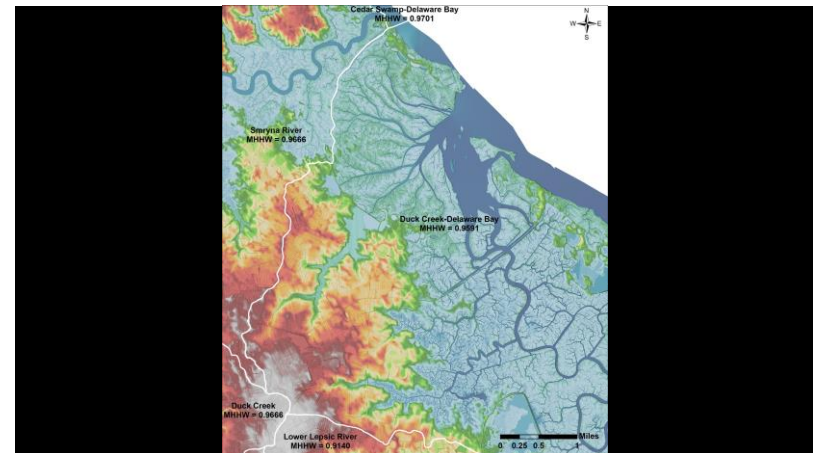 Cedar Swamp-Delaware Bay
MHHW = 0.9701
N
W E
S
Smryna River
MHHW = 0.9666
Duck Creek-Delaware Bay
MHHW = 0.9591
Duck Creek
MHHW = 0.9666
Lower Leipsic River
MHHW = 0.9140
Miles
0 0.25 0.5 1